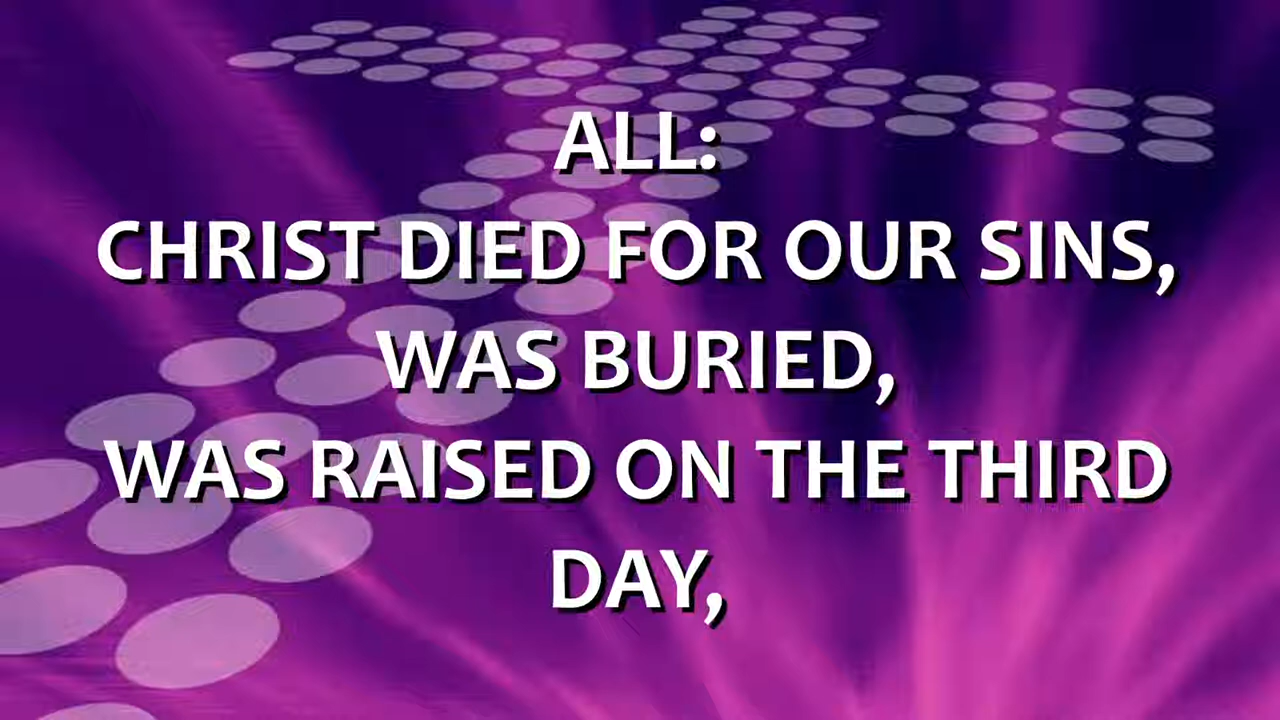 ALL:
CHRIST DIED FOR OUR SINS,
WAS BURIED,
WAS RAISED ON THE THIRD
DAY,